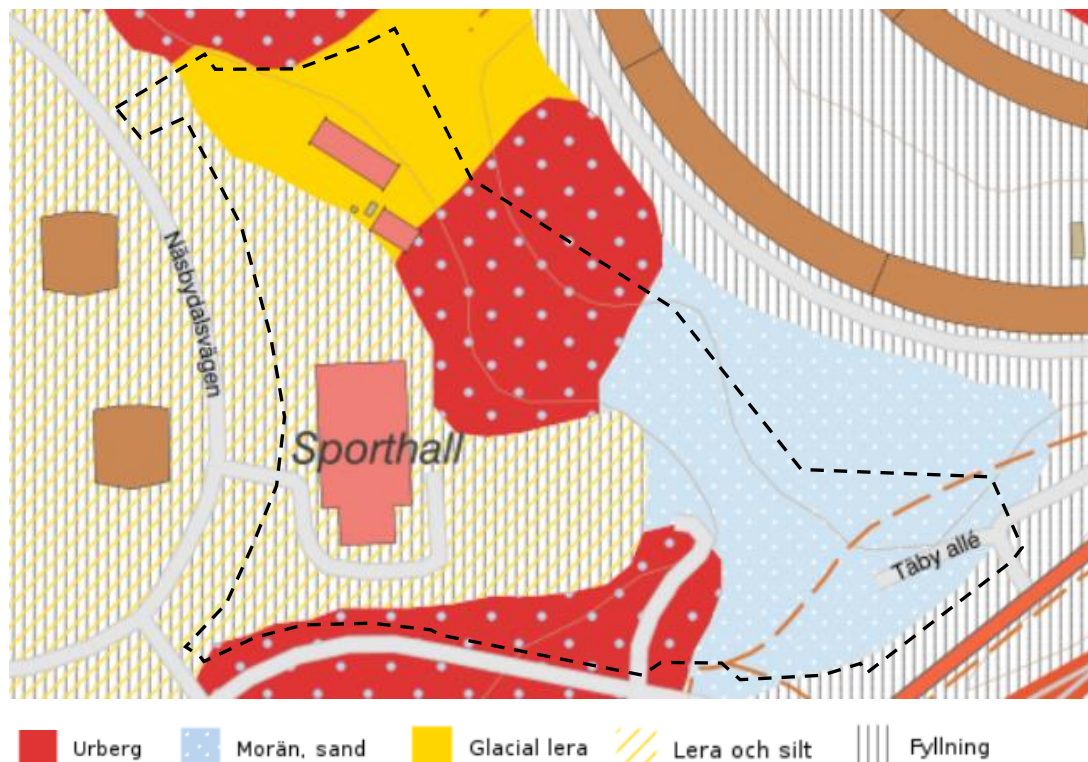 Näsbydalsvägen
Sporthall
Täby allé
Urberg
Morän, sand
Glacial lera
Lera och silt
Fyllning